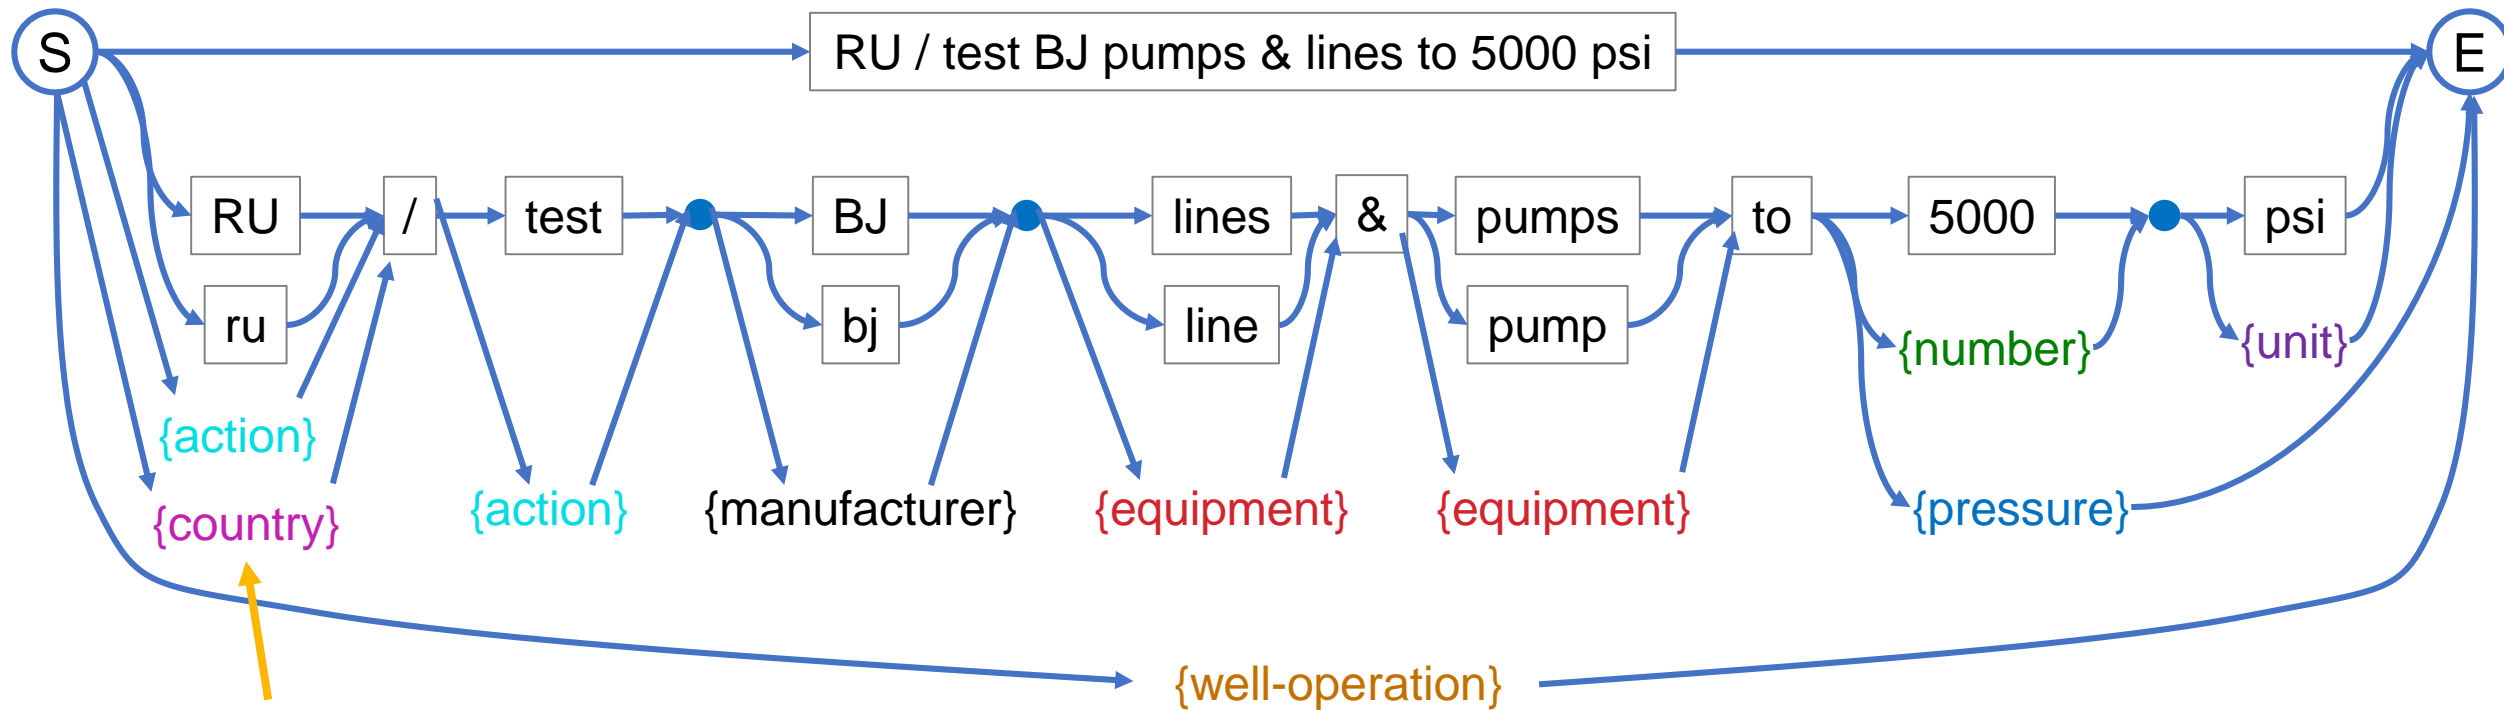 S
RU / test BJ pumps & lines to 5000 psi
E
RU
/
test
BJ
lines
&
pumps
to
5000
psi
ru
bj
line
pump
{number}
{unit}
{action}
{country}
{action}
{manufacturer}
{equipment}
{equipment}
{pressure}
{well-operation}